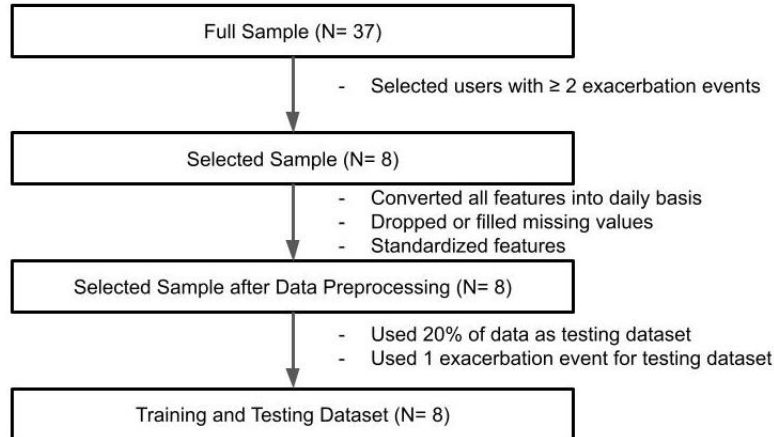 Full Sample (N= 37)
- Selected users with ≥ 2 exacerbation events
Selected Sample (N= 8)
- Converted all features into daily basis
- Dropped or filled missing values
- Standardized features
Selected Sample after Data Preprocessing (N= 8)
- Used 20% of data as testing dataset
- Used 1 exacerbation event for testing dataset
Training and Testing Dataset (N= 8)